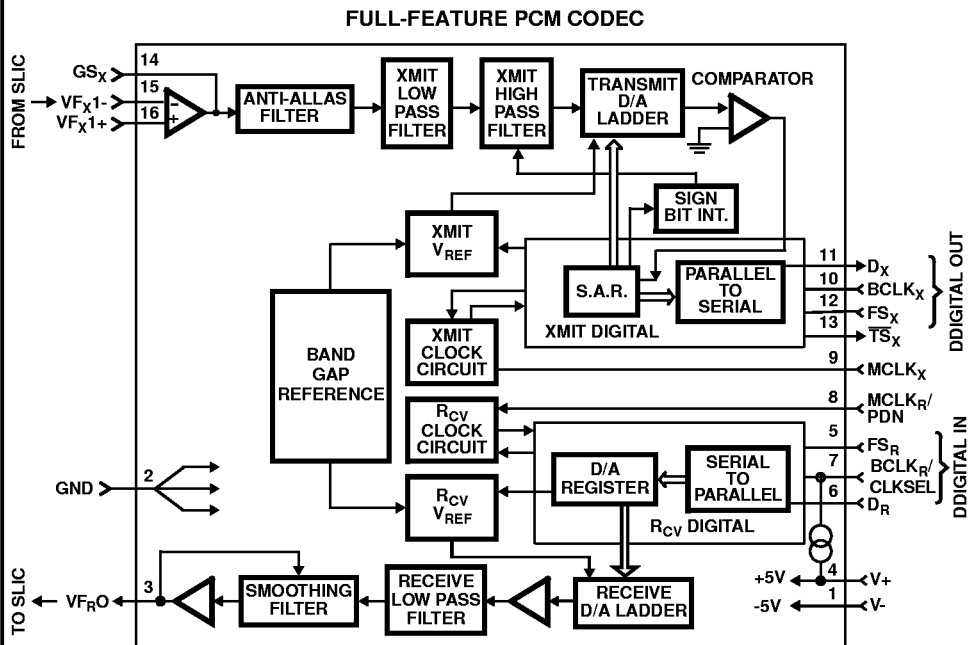 FULL-FEATURE PCM CODEC
FROM SLIC
GSX
14
VFX1-
15
VFX1+
16
-
+
ANTI-ALLAS
FILTER
XMIT
LOW
PASS
FILTER
XMIT
HIGH
PASS
FILTER
TRANSMIT
D/A
LADDER
COMPARATOR
SIGN
BIT INT.
XMIT
VREF
S.A.R.
PARALLEL
TO
SERIAL
XMIT DIGITAL
11
DX
10
BCLKX
12
FSX
13
TSX
DDIGITAL OUT
BAND
GAP
REFERENCE
XMIT
CLOCK
CIRCUIT
9
MCLKX
RCV
CLOCK
CIRCUIT
8
MCLKR/
PDN
5
FSR
7
BCLKR/
CLKSEL
6
DR
DDIGITAL IN
D/A
REGISTER
SERIAL
TO
PARALLEL
RCV DIGITAL
GND
2
RCV
VREF
+5V
4
V+
-5V
1
V-
TO SLIC
VFRO
3
SMOOTHING
FILTER
RECEIVE
LOW PASS
FILTER
RECEIVE
D/A LADDER